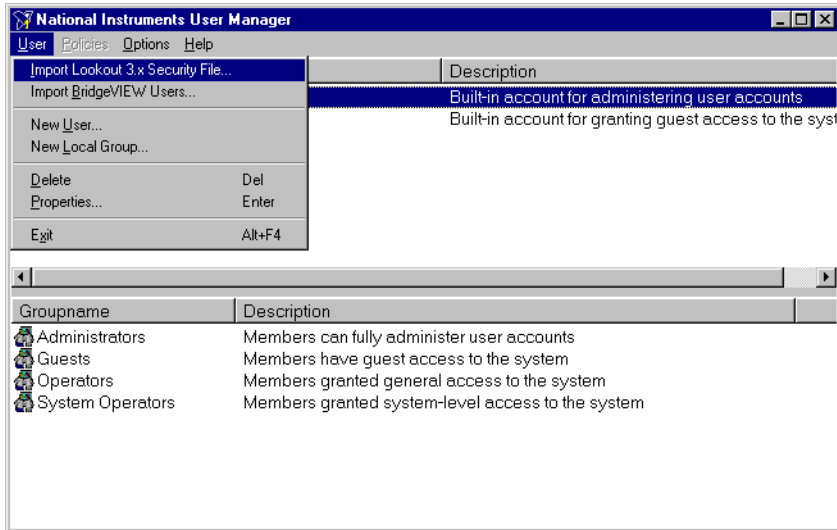 National Instruments User Manager
User Policies Options Help
Import Lookout 3.x Security File...
Import BridgeVIEW Users...
New User...
New Local Group...
Delete Del
Properties... Enter
Exit Alt+F4
Description
Built-in account for administering user accounts
Built-in account for granting guest access to the syst
Groupname Description
Administrators Members can fully administer user accounts
Guests Members have guest access to the system
Operators Members granted general access to the system
System Operators Members granted system-level access to the system